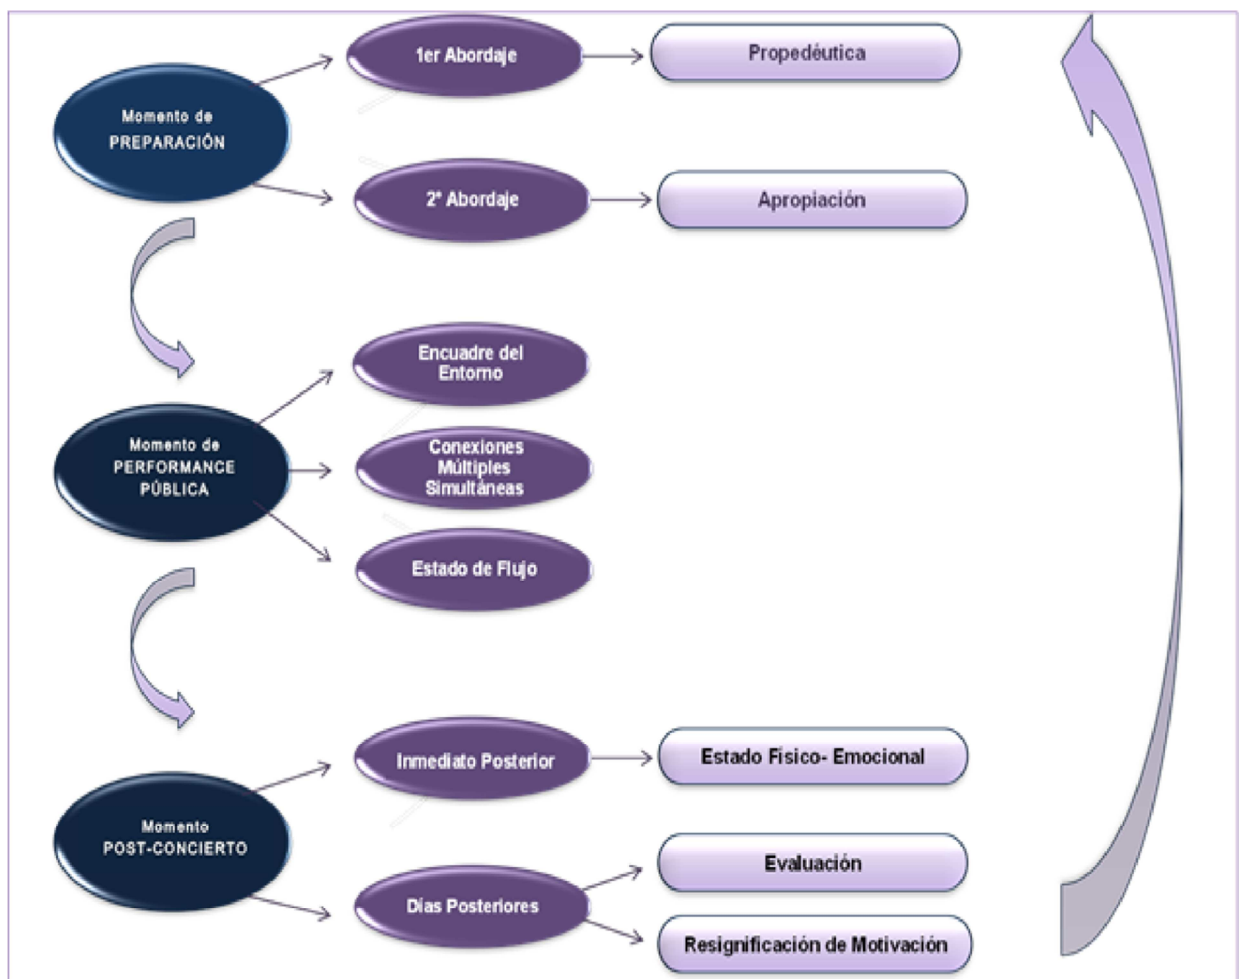 1er Abordaje
Propedéutica
Momento de
PREPARACIÓN
2° Abordaje
Apropiación
Encuadre del
Entorno
Momento de
PERFORMANCE
PÚBLICA
Conexiones
Múltiples
Simultáneas
Estado de Flujo
Inmediato Posterior
Estado Físico- Emocional
Momento
POST-CONCIERTO
Días Posteriores
Evaluación
Resignificación de Motivación